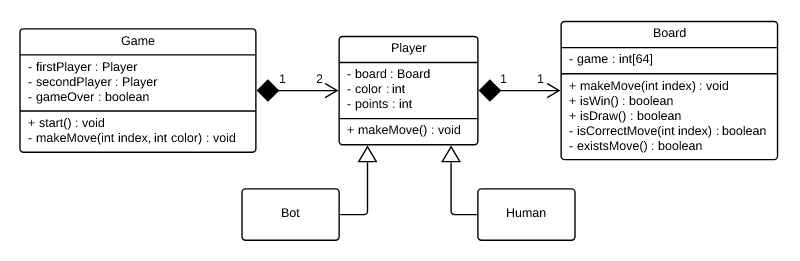 Game
- firstPlayer : Player
- secondPlayer : Player
- gameOver : boolean
+ start() : void
- makeMove(int index, int color) : void
1
2
Player
- board : Board
- color : int
- points : int
+ makeMove() : void
1
1
Board
- game : int[64]
+ makeMove(int index) : void
+ isWin() : boolean
+ isDraw() : boolean
- isCorrectMove(int index) : boolean
- existsMove() : boolean
Bot
Human